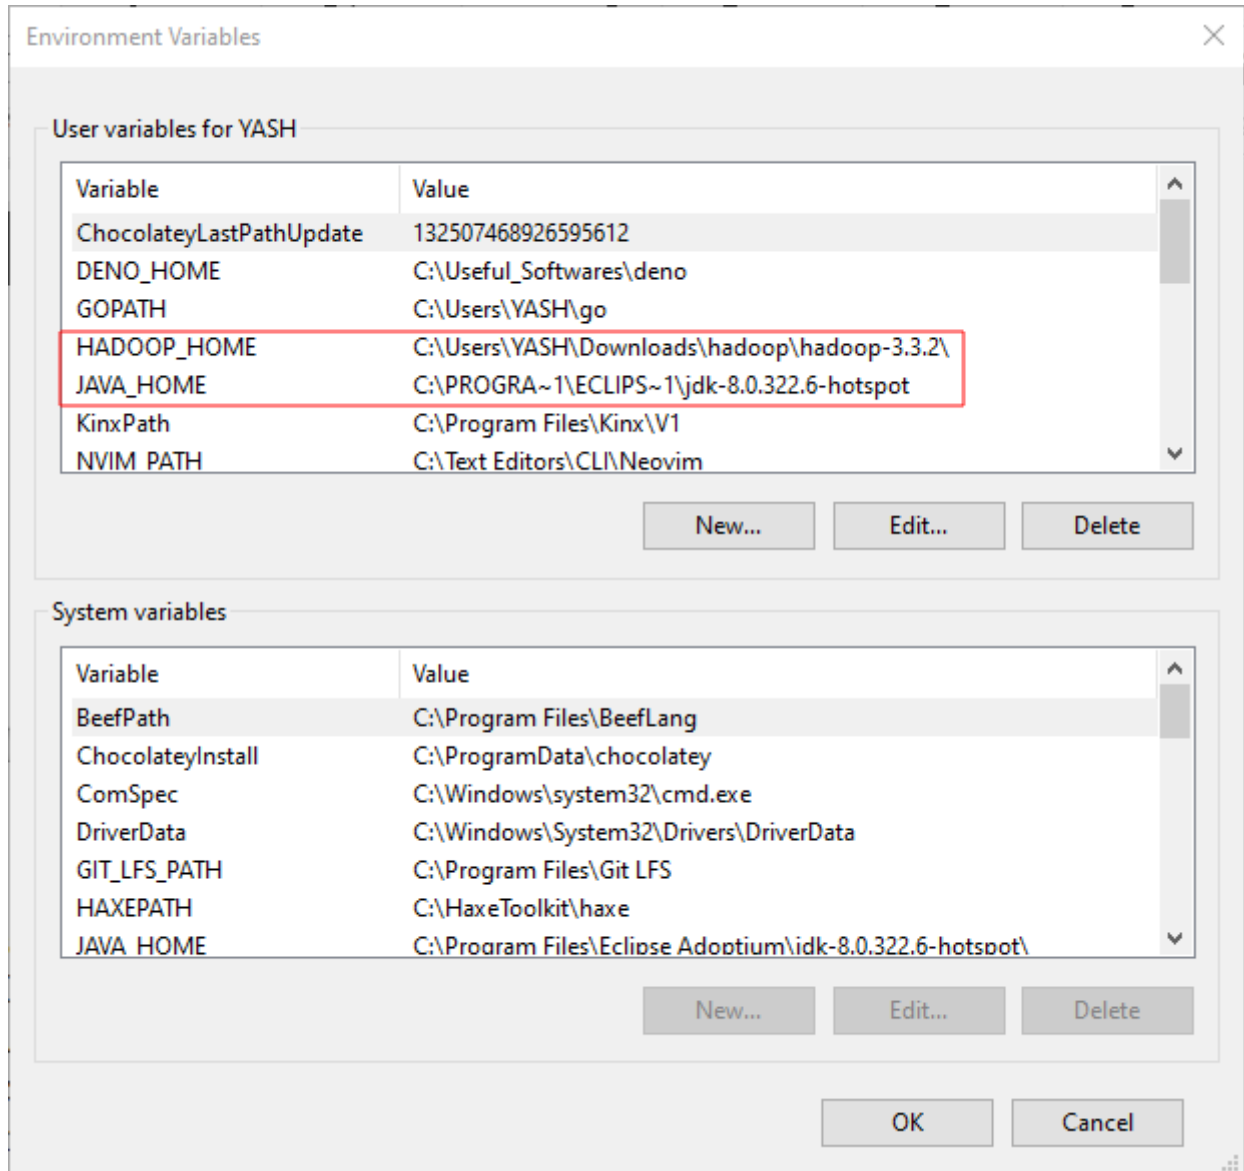 Environment Variables
User variables for YASH
Variable Value
ChocolateyLastPathUpdate 132507468926595612
DENO_HOME C:\Useful_Softwares\deno
GOPATH C:\Users\YASH\go
HADOOP_HOME C:\Users\YASH\Downloads\hadoop\hadoop-3.3.2\
JAVA_HOME C:\PROGRA~1\ECLIPS~1\jdk-8.0.322.6-hotspot
KinxPath C:\Program Files\Kinx\V1
NVIM_PATH C:\Text Editors\CLI\Neovim
New... Edit... Delete
System variables
Variable Value
BeefPath C:\Program Files\BeefLang
ChocolateyInstall C:\ProgramData\chocolatey
ComSpec C:\Windows\system32\cmd.exe
DriverData C:\Windows\System32\Drivers\DriverData
GIT_LFS_PATH C:\Program Files\Git LFS
HAXEPATH C:\HaxeToolkit\haxe
JAVA_HOME C:\Program Files\Eclipse Adoptium\jdk-8.0.322.6-hotspot\
New... Edit... Delete
OK Cancel